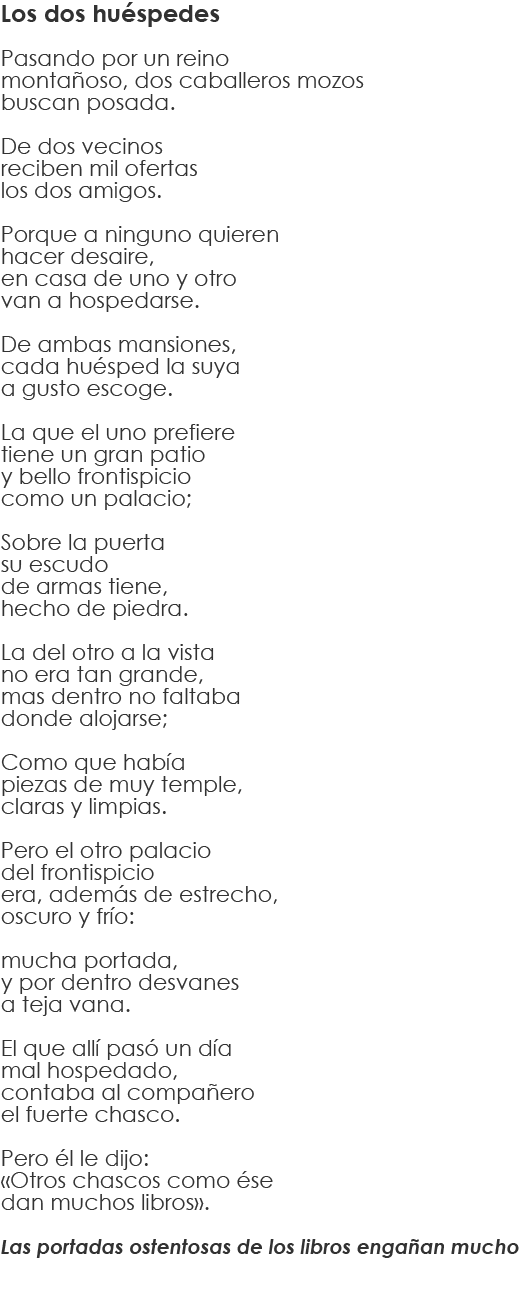 Los dos huéspedes
Pasando por un reino
montañoso, dos caballeros mozos
buscan posada.
De dos vecinos
reciben mil ofertas
los dos amigos.
Porque a ninguno quieren
hacer desaire,
en casa de uno y otro
van a hospedarse.
De ambas mansiones,
cada huésped la suya
a gusto escoge.
La que el uno prefiere
tiene un gran patio
y bello frontispicio
como un palacio;
Sobre la puerta
su escudo
de armas tiene,
hecho de piedra.
La del otro a la vista
no era tan grande,
mas dentro no faltaba
donde alojarse;
Como que había
piezas de muy temple,
claras y limpias.
Pero el otro palacio
del frontispicio
era, además de estrecho,
oscuro y frío:
mucha portada,
y por dentro desvanes
a teja vana.
El que allí pasó un día
mal hospedado,
contaba al compañero
el fuerte chasco.
Pero él le dijo:
«Otros chascos como ése
dan muchos libros».
Las portadas ostentosas de los libros engañan mucho